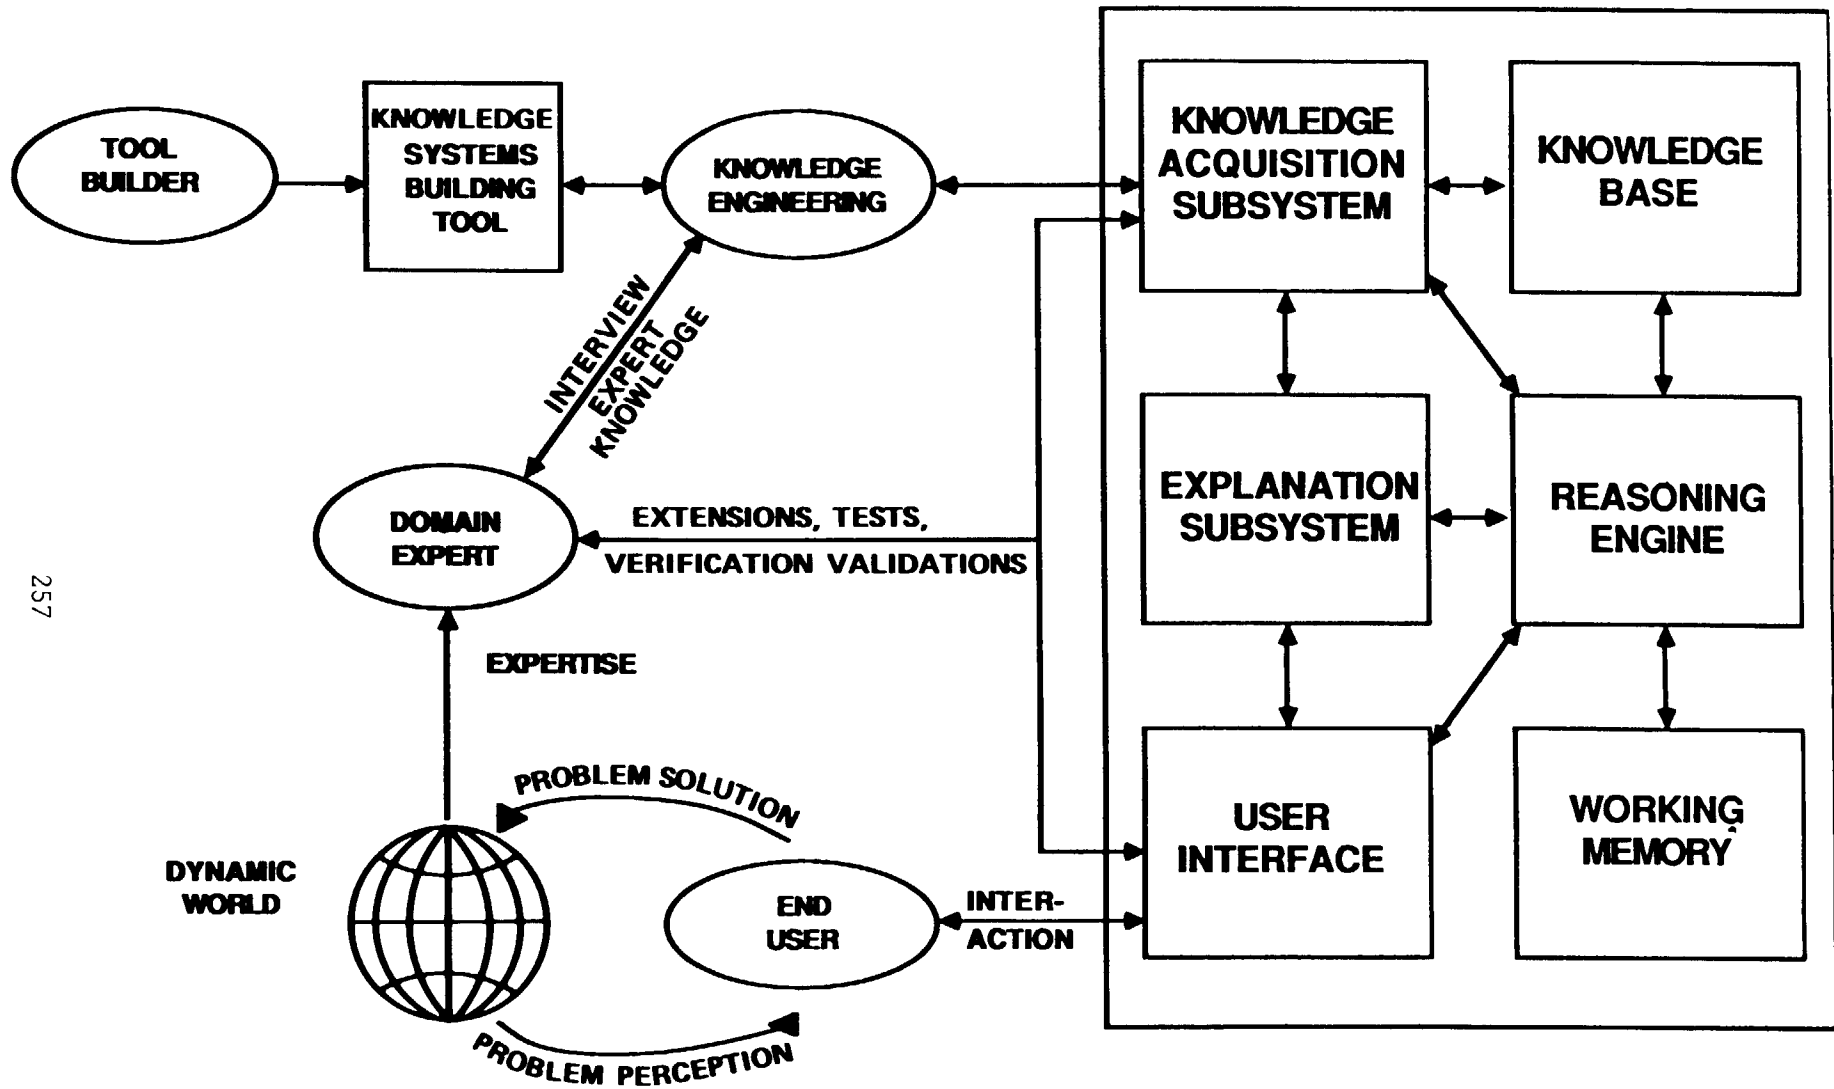 TOOL
BUILDER
KNOWLEDGE
SYSTEMS
BUILDING
TOOL
KNOWLEDGE
ENGINEERING
KNOWLEDGE
ACQUISITION
SUBSYSTEM
KNOWLEDGE
BASE
INTERVIEW
EXPERT
KNOWLEDGE
DOMAIN
EXPERT
EXTENSIONS, TESTS,
VERIFICATION VALIDATIONS
EXPLANATION
SUBSYSTEM
REASONING
ENGINE
257
EXPERTISE
PROBLEM SOLUTION
DYNAMIC
WORLD
END
USER
INTER-
ACTION
USER
INTERFACE
WORKING
MEMORY
PROBLEM PERCEPTION